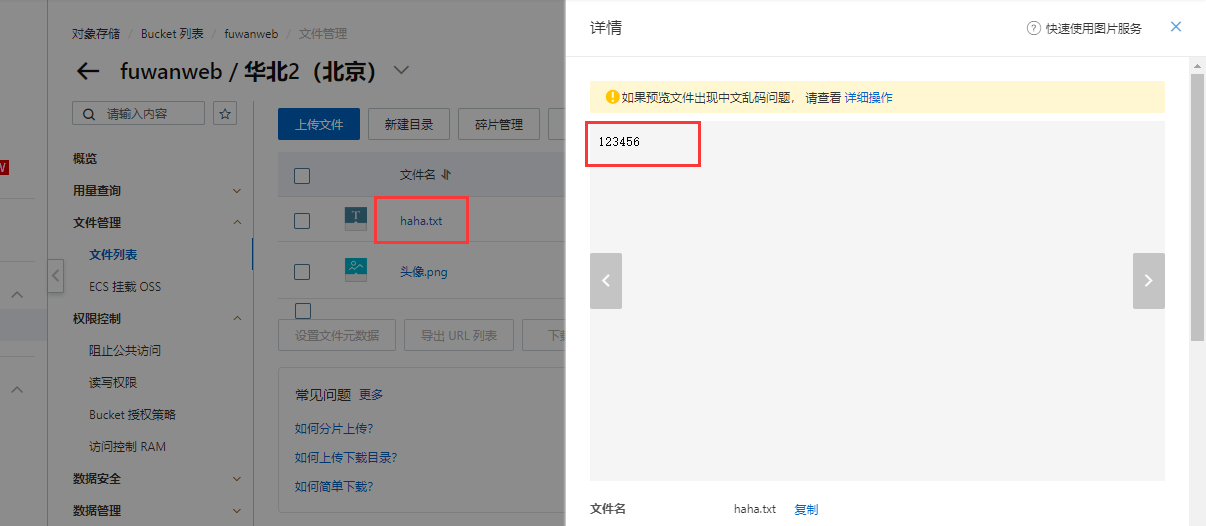 对象存储 / Bucket 列表 / fuwanweb / 文件管理
fuwanweb / 华北2（北京）
请输入内容
概览
用量查询
文件管理
文件列表
ECS 挂载 OSS
权限控制
阻止公共访问
读写权限
Bucket 授权策略
访问控制 RAM
数据安全
数据管理
上传文件 新建目录 碎片管理
文件名
haha.txt
头像.png
设置文件元数据 导出 URL 列表 下
常见问题 更多
如何分片上传?
如何上传下载目录?
如何简单下载?
详情
快速使用图片服务
如果预览文件出现中文乱码问题， 请查看 详细操作
123456
文件名 haha.txt 复制